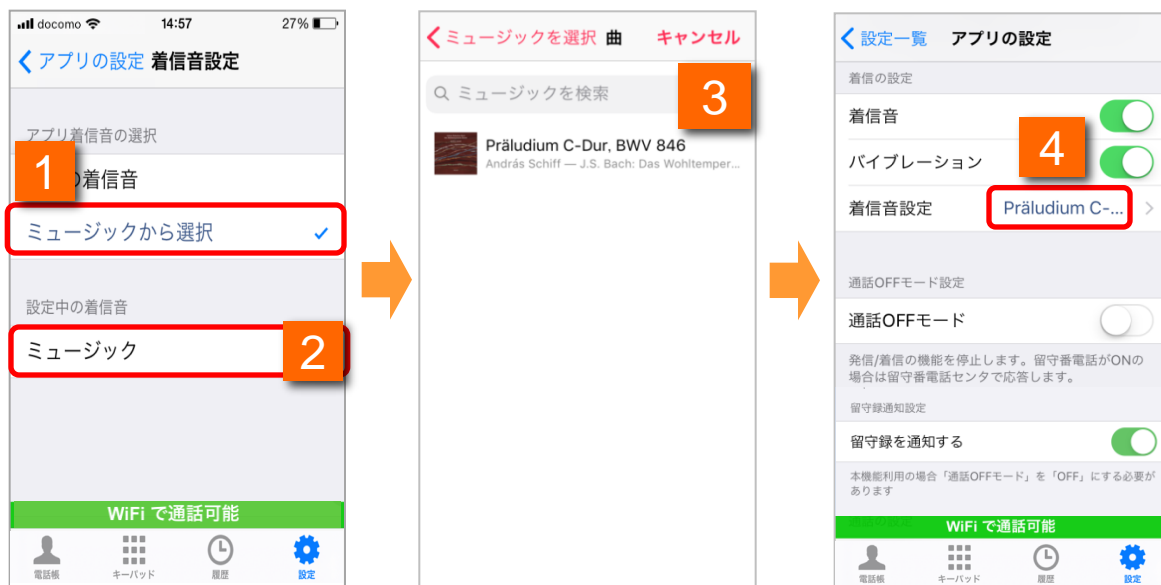 docomo 14:57 27%
アプリの設定 着信音設定
アプリ着信音の選択
1
の着信音
ミュージックから選択
設定中の着信音
ミュージック
2
WiFi で通話可能
電話帳 キーパッド 履歴 設定
ミュージックを選択 曲 キャンセル
ミュージックを検索
3
Präludium C-Dur, BWV 846
András Schiff — J.S. Bach: Das Wohltemper...
設定一覧 アプリの設定
着信の設定
着信音
4
バイブレーション
着信音設定 Präludium C-...
通話OFFモード設定
通話OFFモード
発信/着信の機能を停止します。留守番電話がONの
場合は留守番電話センタで応答します。
留守録通知設定
留守録を通知する
本機能利用の場合「通話OFFモード」を「OFF」にする必要が
あります
WiFi で通話可能
電話帳 キーパッド 履歴 設定